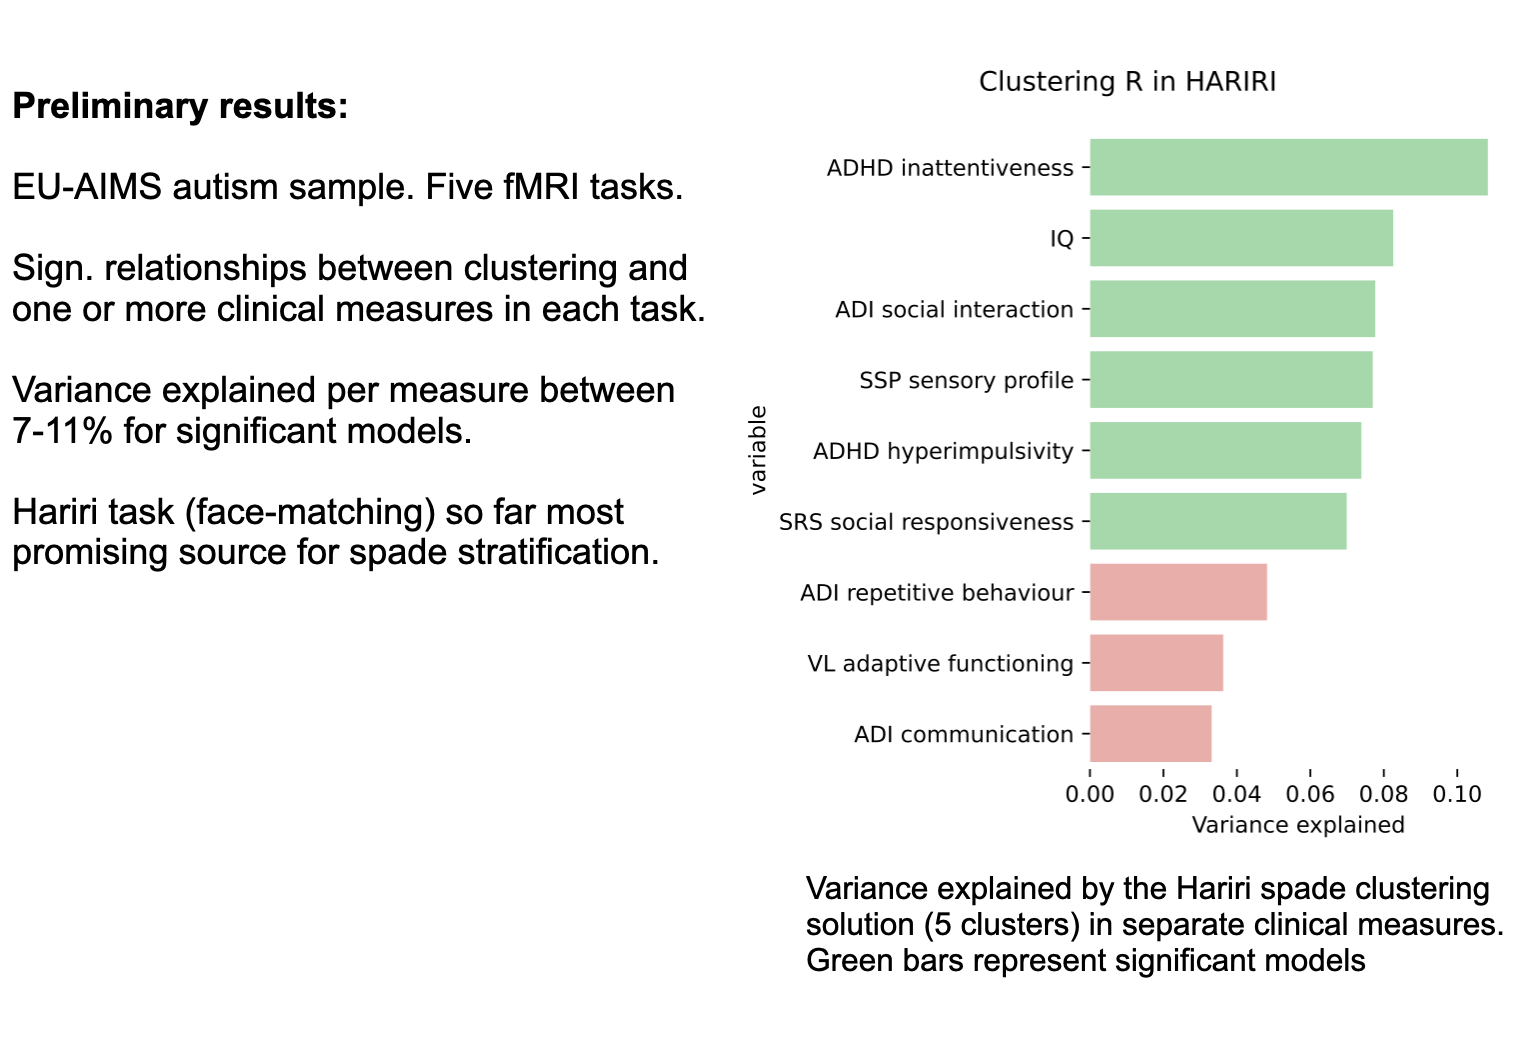 Preliminary results:
EU-AIMS autism sample. Five fMRI tasks.
Sign. relationships between clustering and
one or more clinical measures in each task.
Variance explained per measure between
7-11% for significant models.
Hariri task (face-matching) so far most
promising source for spade stratification.
Clustering R in HARIRI
variable
ADHD inattentiveness
IQ
ADI social interaction
SSP sensory profile
ADHD hyperimpulsivity
SRS social responsiveness
ADI repetitive behaviour
VL adaptive functioning
ADI communication
0.00 0.02 0.04 0.06 0.08 0.10
Variance explained
Variance explained by the Hariri spade clustering
solution (5 clusters) in separate clinical measures.
Green bars represent significant models